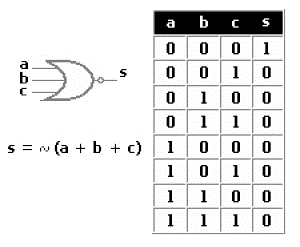 a b c s
0 0 0 1
0 0 1 0
0 1 0 0
0 1 1 0
1 0 0 0
1 0 1 0
1 1 0 0
1 1 1 0
a
b
c
s
s = ~ (a + b + c)